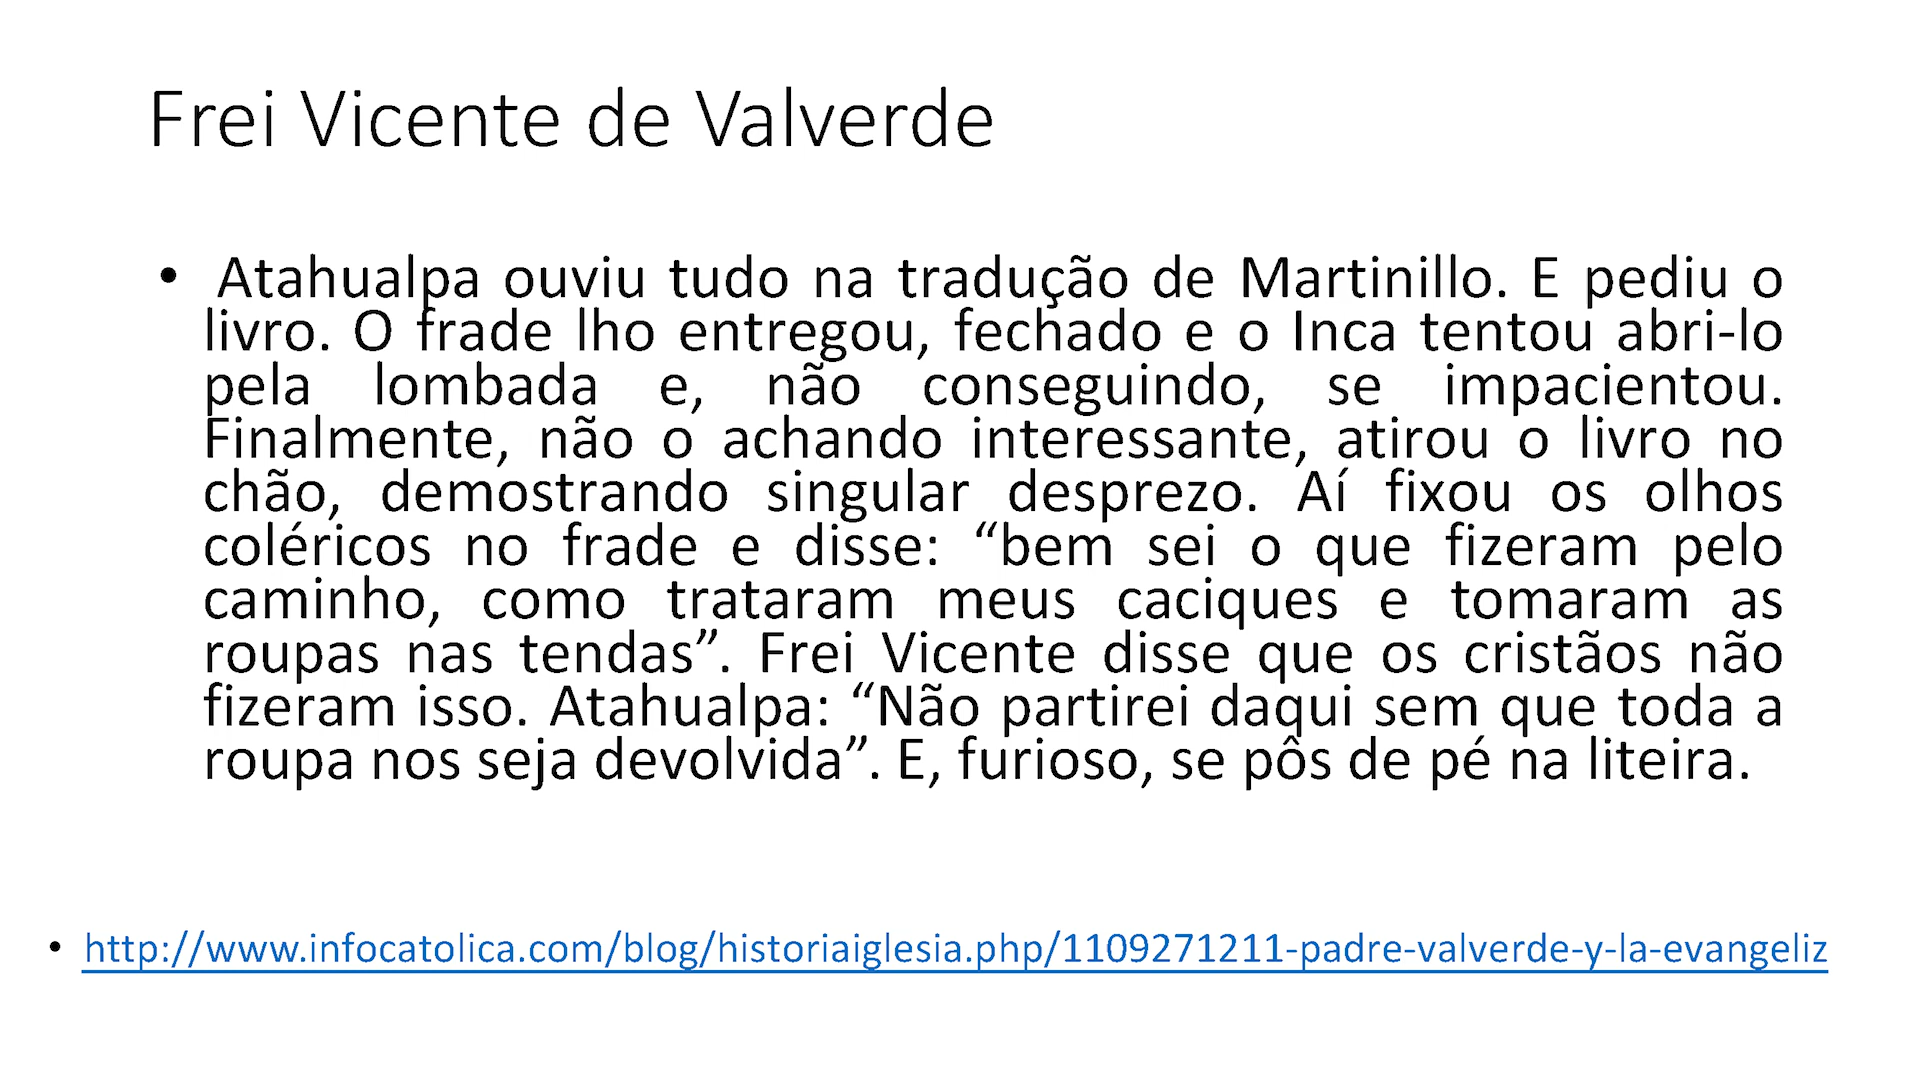 Frei Vicente de Valverde
• Atahualpa ouviu tudo na tradução de Martinillo. E pediu o
livro. O frade lho entregou, fechado e o Inca tentou abri-lo
pela lombada e, não conseguindo, se impacientou.
Finalmente, não o achando interessante, atirou o livro no
chão, demostrando singular desprezo. Aí fixou os olhos
coléricos no frade e disse: “bem sei o que fizeram pelo
caminho, como trataram meus caciques e tomaram as
roupas nas tendas”. Frei Vicente disse que os cristãos não
fizeram isso. Atahualpa: “Não partirei daqui sem que toda a
roupa nos seja devolvida”. E, furioso, se pôs de pé na liteira.
• http://www.infocatolica.com/blog/historiaiglesia.php/1109271211-padre-valverde-y-la-evangeliz